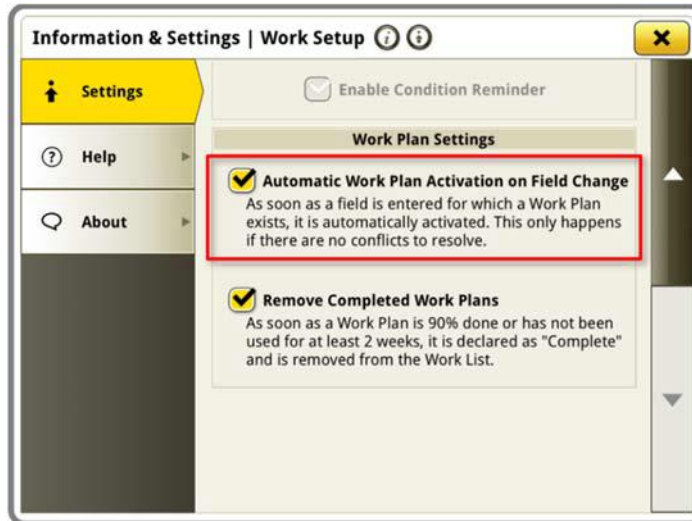 Information & Settings | Work Setup
Settings
Help
About
Enable Condition Reminder
Work Plan Settings
Automatic Work Plan Activation on Field Change
As soon as a field is entered for which a Work Plan
exists, it is automatically activated. This only happens
if there are no conflicts to resolve.
Remove Completed Work Plans
As soon as a Work Plan is 90% done or has not been
used for at least 2 weeks, it is declared as "Complete"
and is removed from the Work List.